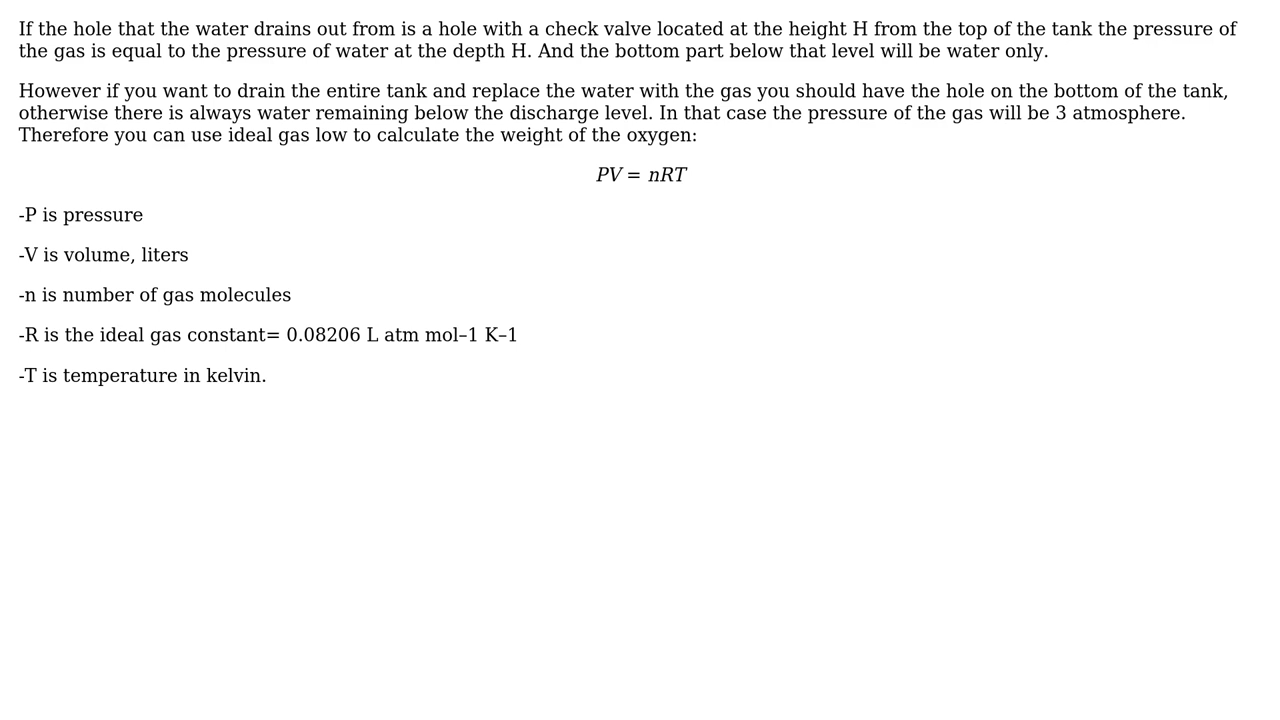 If the hole that the water drains out from is a hole with a check valve located at the height H from the top of the tank the pressure of
the gas is equal to the pressure of water at the depth H. And the bottom part below that level will be water only.
However if you want to drain the entire tank and replace the water with the gas you should have the hole on the bottom of the tank,
otherwise there is always water remaining below the discharge level. In that case the pressure of the gas will be 3 atmosphere.
Therefore you can use ideal gas low to calculate the weight of the oxygen:
PV = nRT
-P is pressure
-V is volume, liters
-n is number of gas molecules
-R is the ideal gas constant= 0.08206 L atm mol–1 K–1
-T is temperature in kelvin.